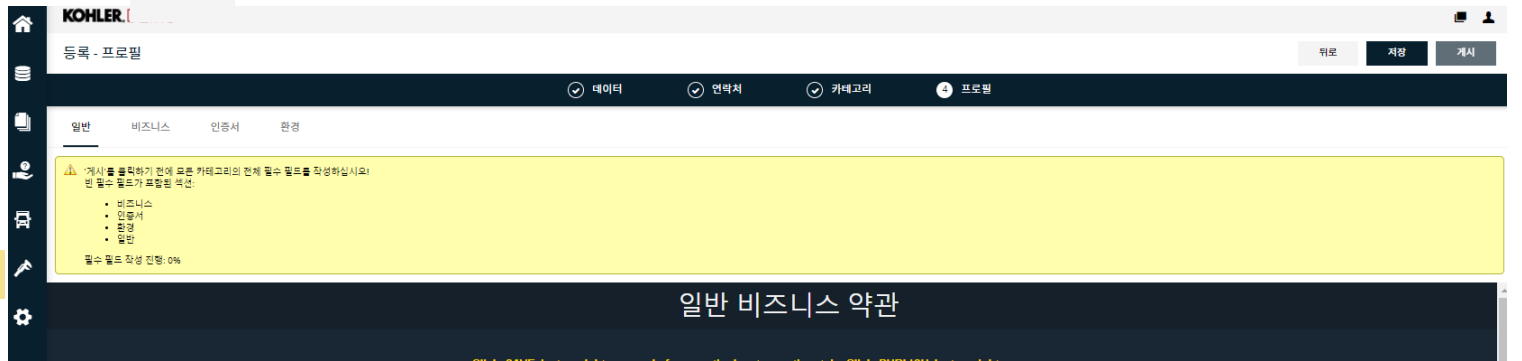 KOHLER.
등록 - 프로필
뒤로 저장 게시
데이터 연락처 카테고리 4 프로필
일반 비즈니스 인증서 환경
'게시'를 클릭하기 전에 모든 카테고리의 전체 필수 필드를 작성하십시오!
빈 필수 필드가 포함된 섹션:
• 비즈니스
• 인증서
• 환경
• 일반
필수 필드 작성 진행: 0%
일반 비즈니스 약관